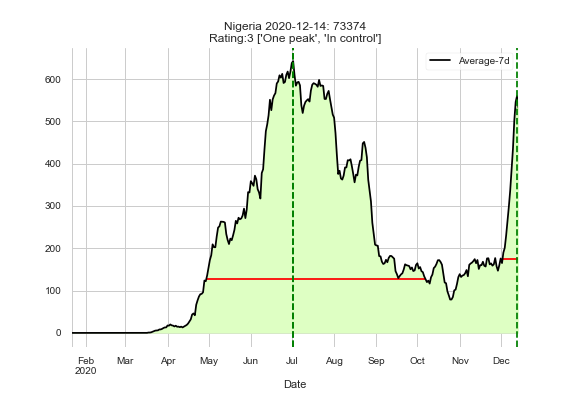 Nigeria 2020-12-14: 73374
Rating:3 ['One peak', 'In control']
Average-7d
600
500
400
300
200
100
0
Feb Mar Apr May Jun Jul Aug Sep Oct Nov Dec
2020
Date